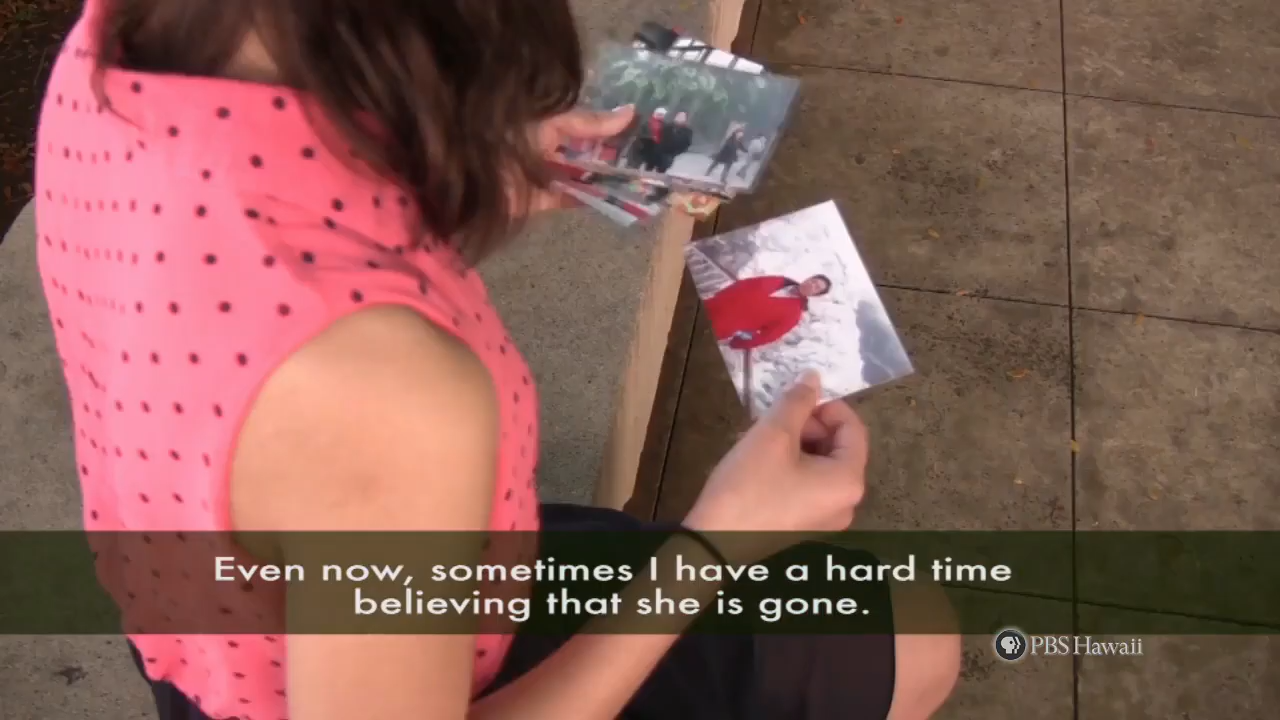 Even now, sometimes I have a hard time
believing that she is gone.
PBS Hawaii